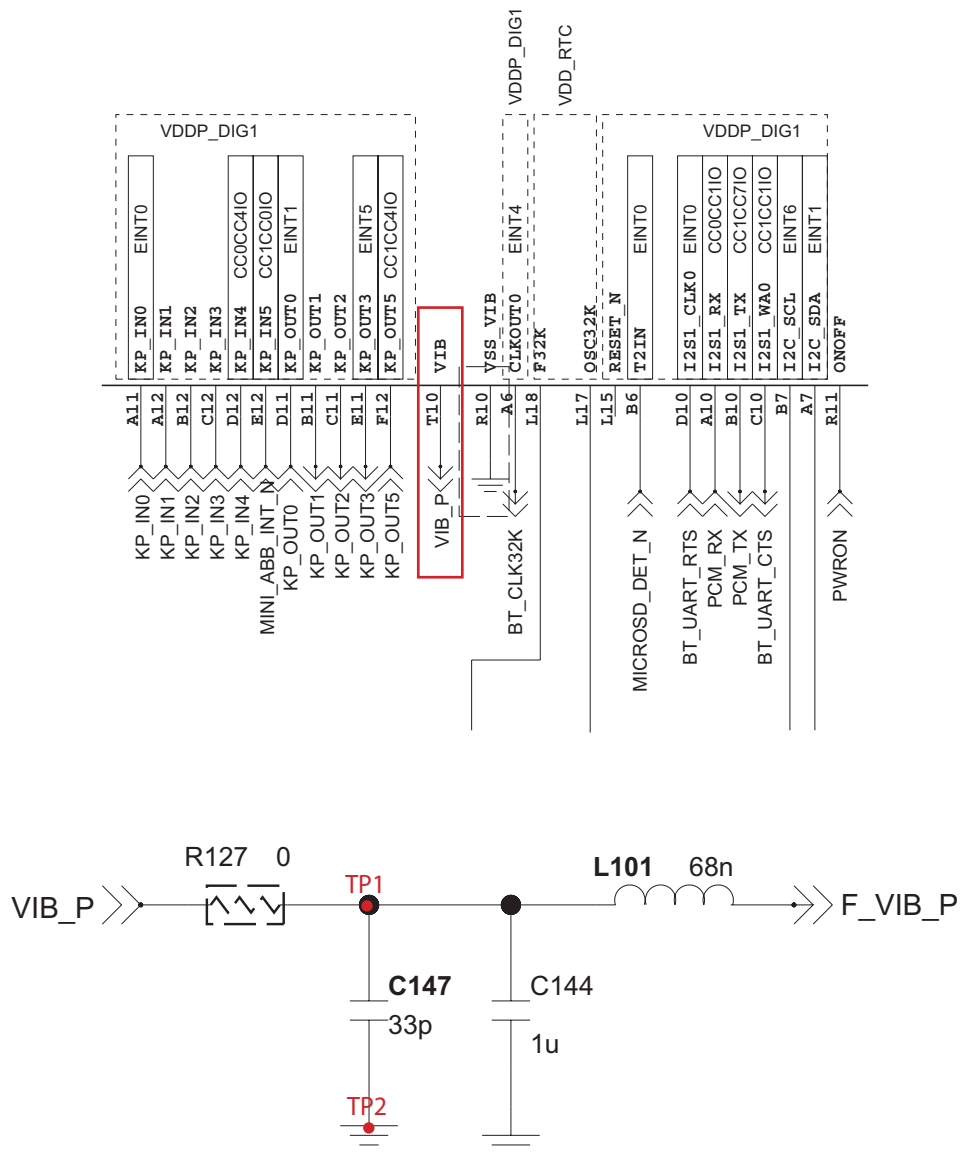 VDDP_DIG1
VDD_RTC
VDDP_DIG1
VDDP_DIG1
EINT0
CC0CC4IO
CC1CC0IO
EINT1
EINT5
CC1CC4IO
EINT4
EINT0
EINT0
CC0CC1IO
CC1CC7IO
CC1CC1IO
EINT6
EINT1
KP_IN0
KP_IN1
KP_IN2
KP_IN3
KP_IN4
KP_IN5
KP_OUT0
KP_OUT1
KP_OUT2
KP_OUT3
KP_OUT5
VIB
VSS_VIB
CLKOUT0
F32K
OSC32K
RESET_N
T2IN
I2S1_CLK0
I2S1_RX
I2S1_TX
I2S1_WA0
I2C_SCL
I2C_SDA
ONOFF
A11
A12
B12
C12
D12
E12
D11
B11
C11
E11
F12
T10
R10
A6
L18
L17
L15
B6
D10
A10
B10
C10
B7
A7
R11
KP_IN0
KP_IN1
KP_IN2
KP_IN3
KP_IN4
MINI_ABB_INT_N
KP_OUT0
KP_OUT1
KP_OUT2
KP_OUT3
KP_OUT5
VIB_P
BT_CLK32K
MICROSD_DET_N
BT_UART_RTS
PCM_RX
PCM_TX
BT_UART_CTS
PWRON
R127 0
L101 68n
TP1
VIB_P
F_VIB_P
C147
33p
C144
1u
TP2